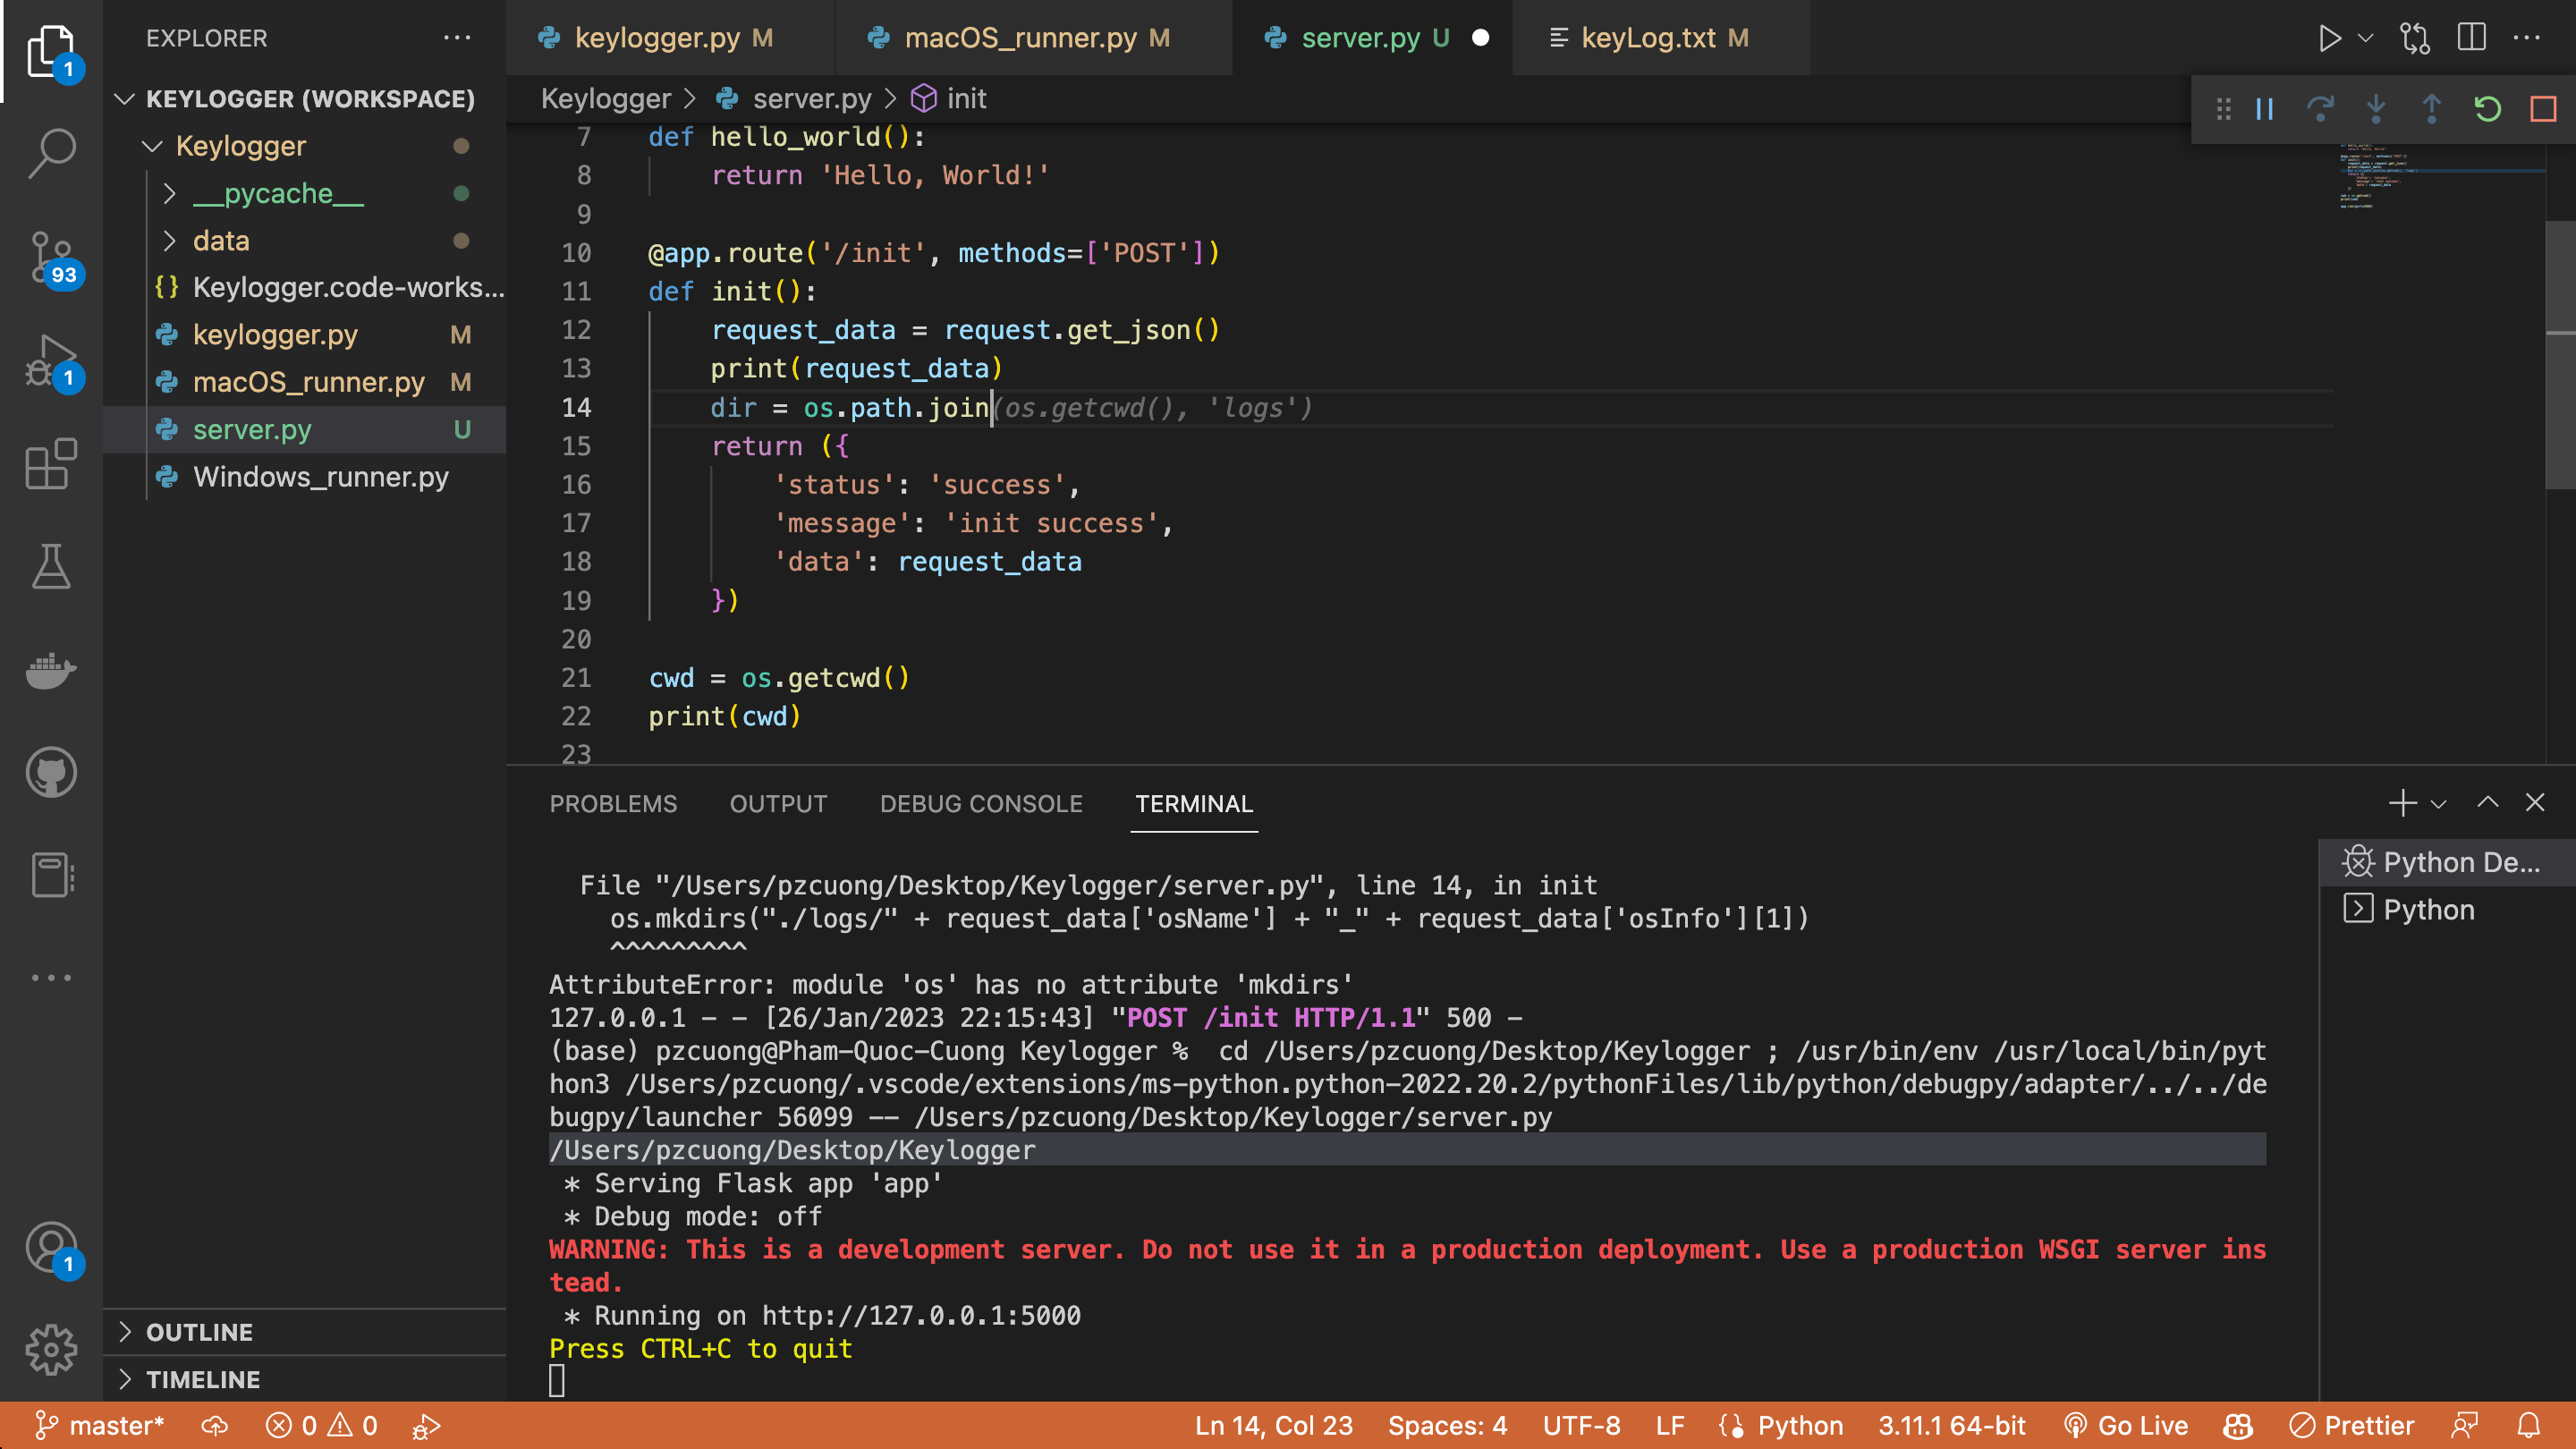 EXPLORER
KEYLOGGER (WORKSPACE)
Keylogger
__pycache__
data
{} Keylogger.code-works...
keylogger.py M
macOS_runner.py M
server.py U
Windows_runner.py
OUTLINE
TIMELINE
1
93
1
1
keylogger.py M
macOS_runner.py M
server.py U
keyLog.txt M
Keylogger > server.py > init
7 def hello_world():
8 return 'Hello, World!'
9
10 @app.route('/init', methods=['POST'])
11 def init():
12 request_data = request.get_json()
13 print(request_data)
14 dir = os.path.join(os.getcwd(), 'logs')
15 return ({
16 'status': 'success',
17 'message': 'init success',
18 'data': request_data
19 })
20
21 cwd = os.getcwd()
22 print(cwd)
23
PROBLEMS OUTPUT DEBUG CONSOLE TERMINAL
File "/Users/pzcuong/Desktop/Keylogger/server.py", line 14, in init
os.mkdirs("./logs/" + request_data['osName'] + "_" + request_data['osInfo'][1])
^^^^^^^^^
AttributeError: module 'os' has no attribute 'mkdirs'
127.0.0.1 - - [26/Jan/2023 22:15:43] "POST /init HTTP/1.1" 500 -
(base) pzcuong@Pham-Quoc-Cuong Keylogger % cd /Users/pzcuong/Desktop/Keylogger ; /usr/bin/env /usr/local/bin/pyt
hon3 /Users/pzcuong/.vscode/extensions/ms-python.python-2022.20.2/pythonFiles/lib/python/debugpy/adapter/../../de
bugpy/launcher 56099 -- /Users/pzcuong/Desktop/Keylogger/server.py
/Users/pzcuong/Desktop/Keylogger
* Serving Flask app 'app'
* Debug mode: off
WARNING: This is a development server. Do not use it in a production deployment. Use a production WSGI server ins
tead.
* Running on http://127.0.0.1:5000
Press CTRL+C to quit
Python De...
Python
master* 0 0 Ln 14, Col 23 Spaces: 4 UTF-8 LF Python 3.11.1 64-bit Go Live Prettier